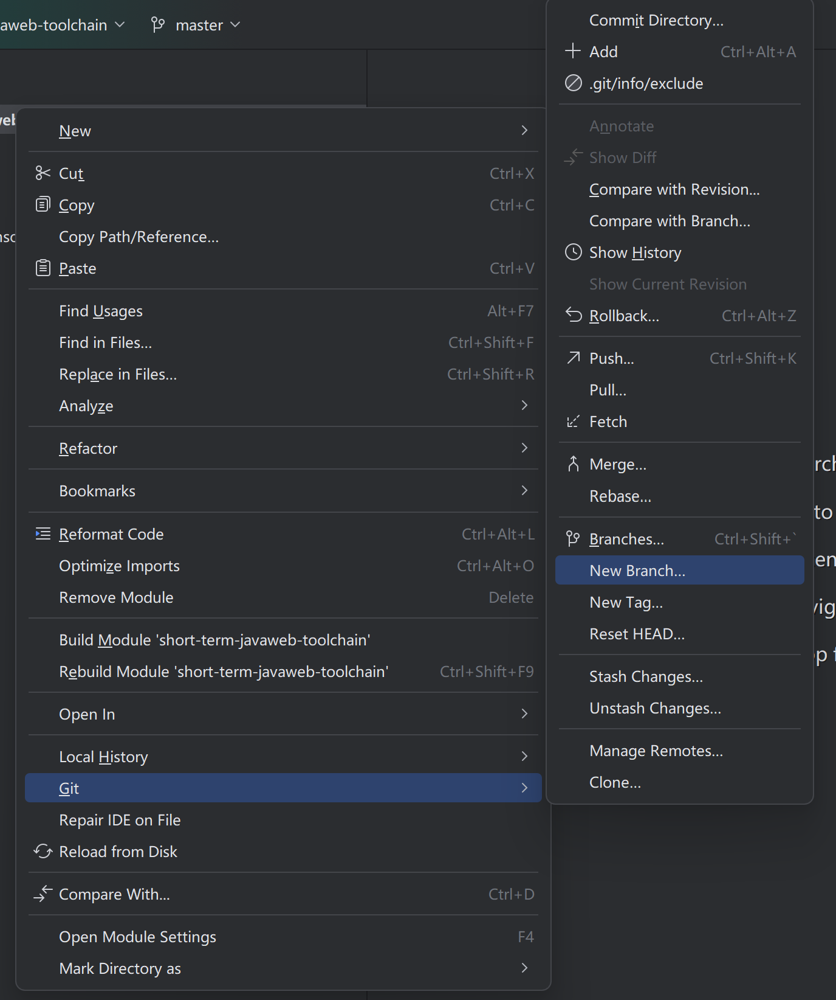 aweb-toolchain
master
New
Cut Ctrl+X
Copy Ctrl+C
Copy Path/Reference...
Paste Ctrl+V
Find Usages Alt+F7
Find in Files... Ctrl+Shift+F
Replace in Files... Ctrl+Shift+R
Analyze
Refactor
Bookmarks
Reformat Code Ctrl+Alt+L
Optimize Imports Ctrl+Alt+O
Remove Module Delete
Build Module 'short-term-javaweb-toolchain'
Rebuild Module 'short-term-javaweb-toolchain' Ctrl+Shift+F9
Open In
Local History
Git
Repair IDE on File
Reload from Disk
Compare With... Ctrl+D
Open Module Settings F4
Mark Directory as
Commit Directory...
Add Ctrl+Alt+A
.git/info/exclude
Annotate
Show Diff
Compare with Revision...
Compare with Branch...
Show History
Show Current Revision
Rollback... Ctrl+Alt+Z
Push... Ctrl+Shift+K
Pull...
Fetch
Merge...
Rebase...
Branches... Ctrl+Shift+`
New Branch...
New Tag...
Reset HEAD...
Stash Changes...
Unstash Changes...
Manage Remotes...
Clone...
to